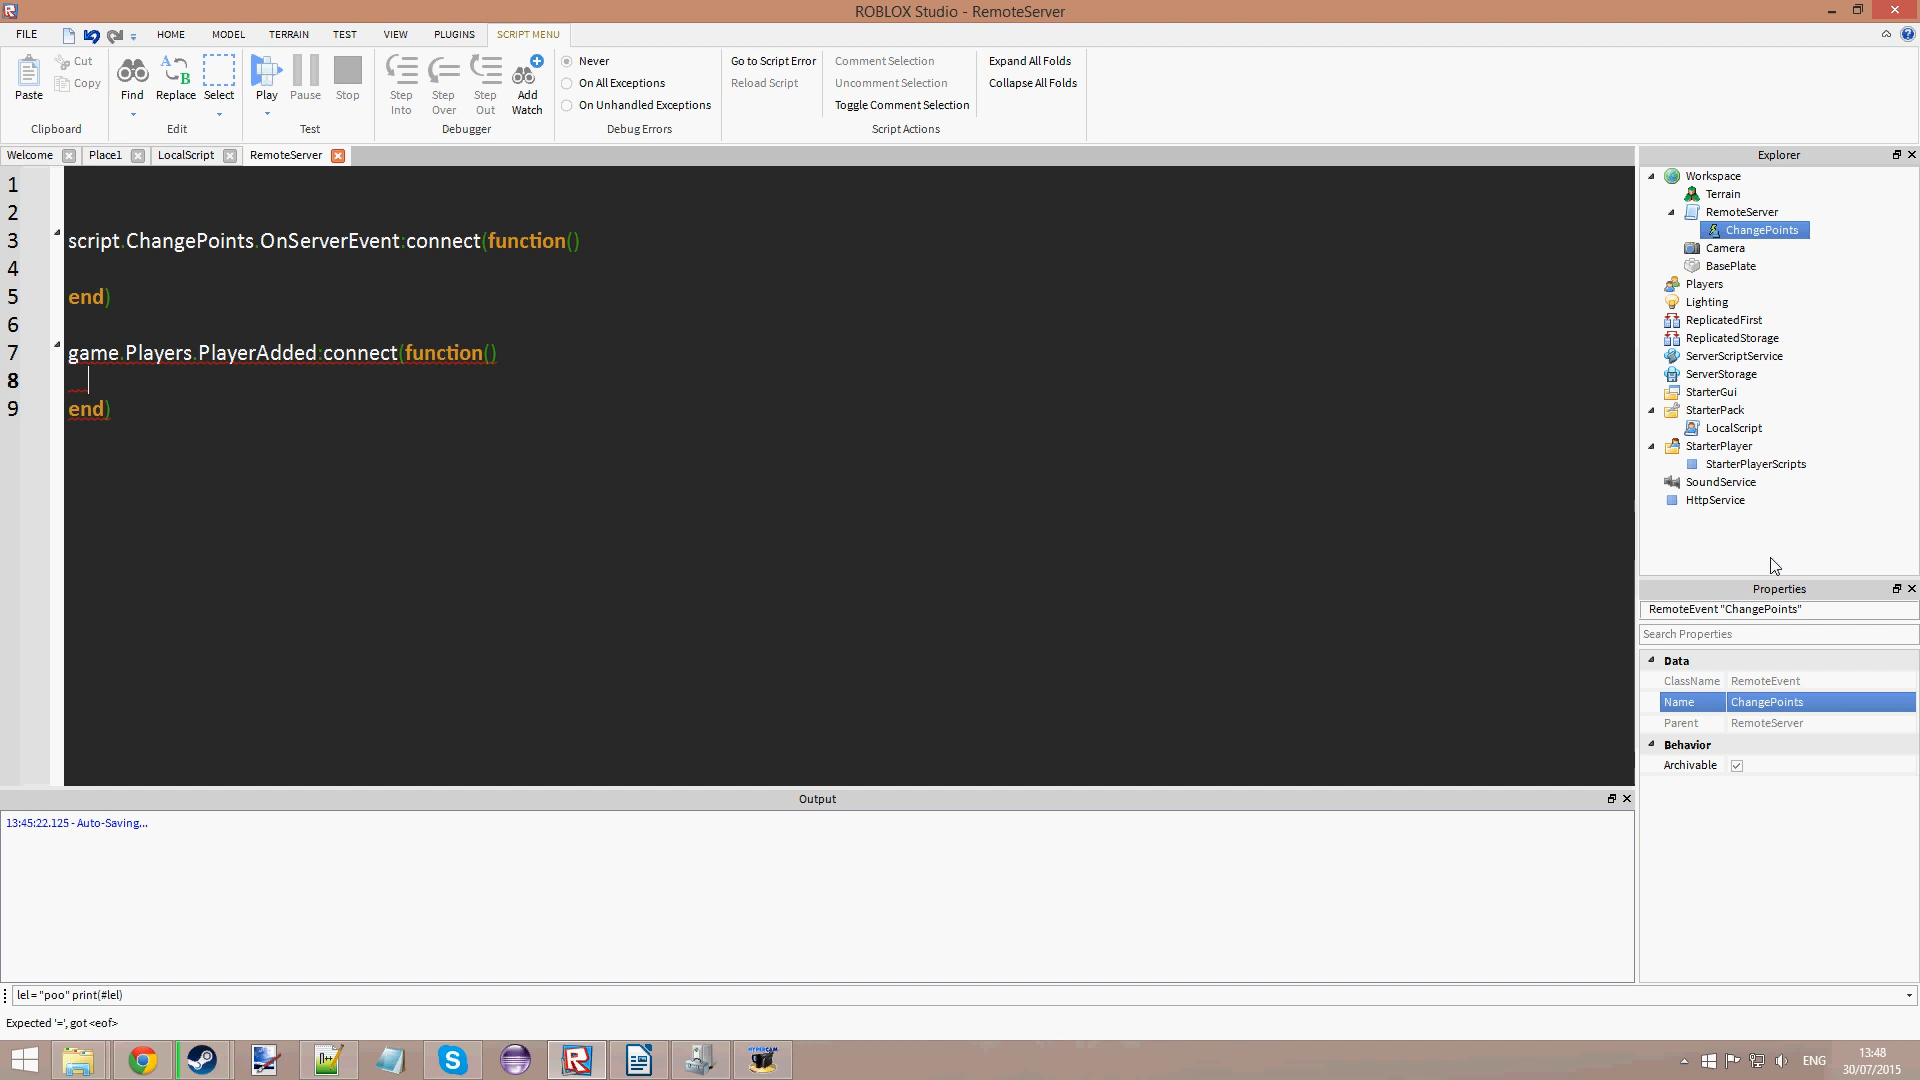 ROBLOX Studio - RemoteServer
FILE HOME MODEL TERRAIN TEST VIEW PLUGINS SCRIPT MENU
Paste Cut Copy
Clipboard
Find Replace Select
Edit
Play Pause Stop
Test
Step Into Step Over Step Out Add Watch
Debugger
Never
On All Exceptions
On Unhandled Exceptions
Debug Errors
Go to Script Error
Reload Script
Comment Selection
Uncomment Selection
Toggle Comment Selection
Script Actions
Expand All Folds
Collapse All Folds
Welcome Place1 LocalScript RemoteServer
1
2
3 script.ChangePoints.OnServerEvent:connect(function()
4
5 end)
6
7 game.Players.PlayerAdded:connect(function()
8
9 end)
Explorer
Workspace
Terrain
RemoteServer
ChangePoints
Camera
BasePlate
Players
Lighting
ReplicatedFirst
ReplicatedStorage
ServerScriptService
ServerStorage
StarterGui
StarterPack
LocalScript
StarterPlayer
StarterPlayerScripts
SoundService
HttpService
Properties
RemoteEvent "ChangePoints"
Search Properties
Data
ClassName RemoteEvent
Name ChangePoints
Parent RemoteServer
Behavior
Archivable
Output
13:45:22.125 - Auto-Saving...
lel = "poo" print(#lel)
Expected '=', got <eof>
ENG
13:48
30/07/2015